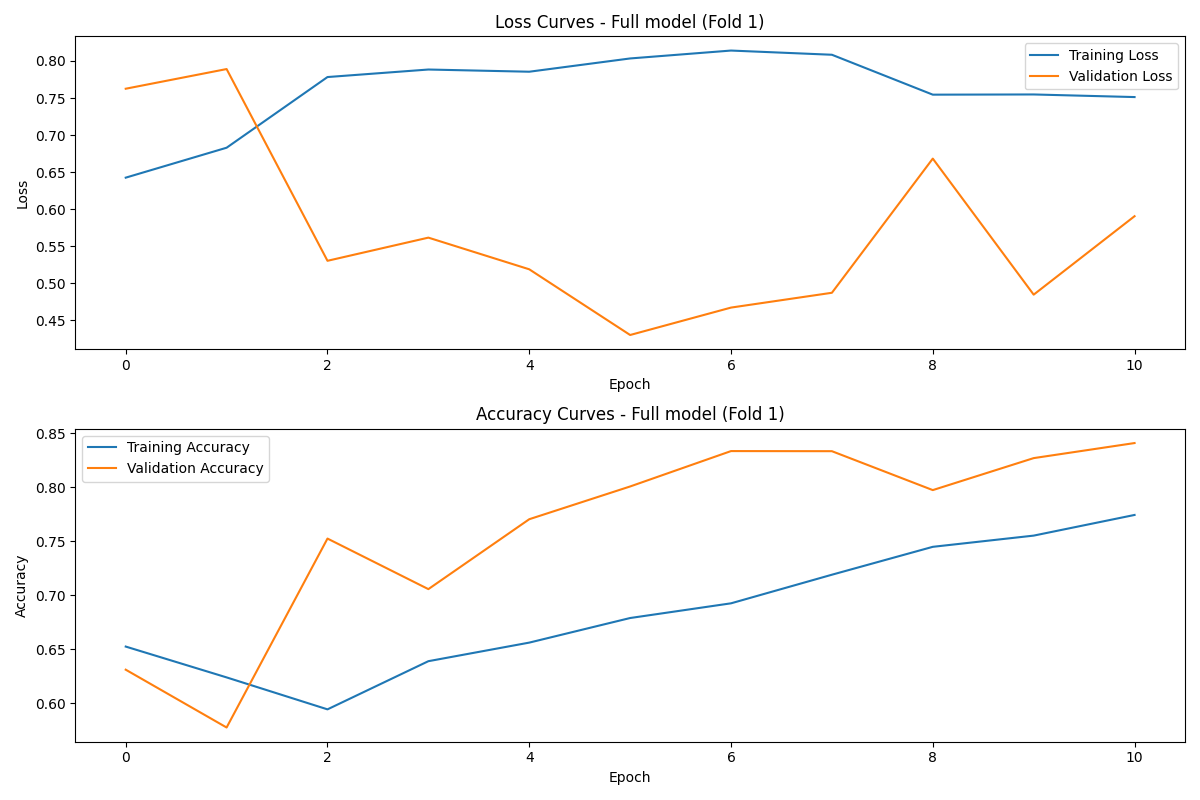 Loss Curves - Full model (Fold 1)
Training Loss
Validation Loss
0.80
0.75
0.70
0.65
0.60
0.55
0.50
0.45
Loss
0 2 4 6 8 10
Epoch
Accuracy Curves - Full model (Fold 1)
Training Accuracy
Validation Accuracy
0.85
0.80
0.75
0.70
0.65
0.60
Accuracy
0 2 4 6 8 10
Epoch